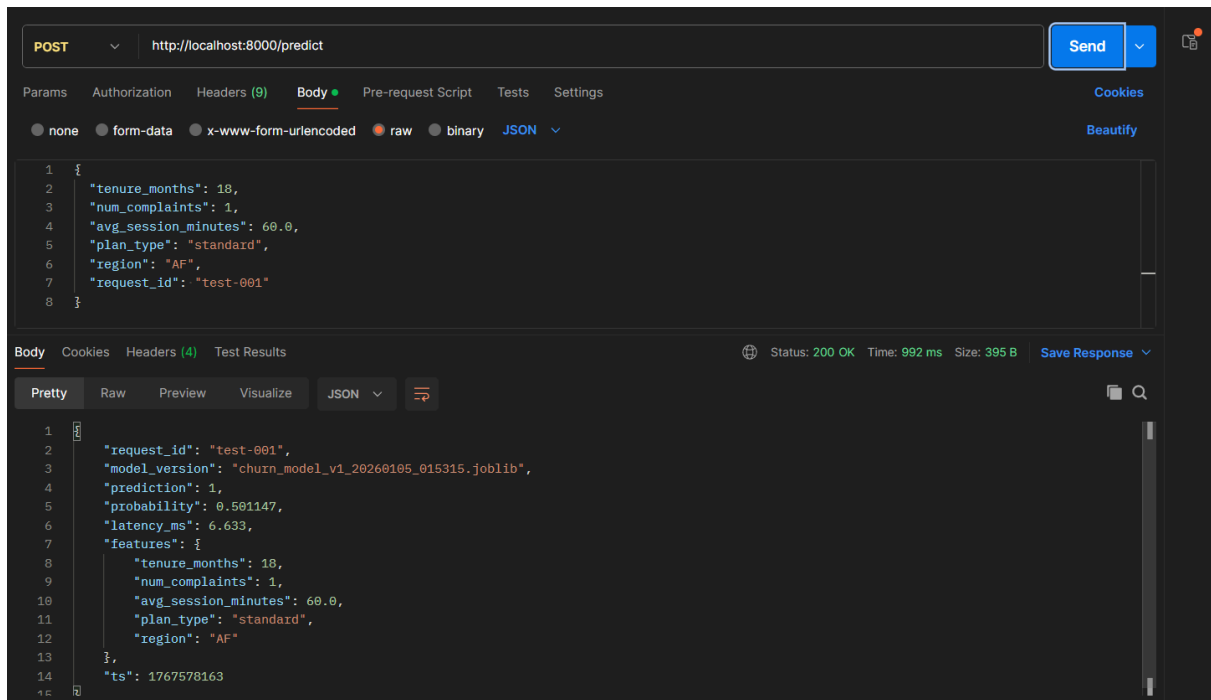 POST http://localhost:8000/predict Send
Params Authorization Headers (9) Body Pre-request Script Tests Settings Cookies
none form-data x-www-form-urlencoded raw binary JSON Beautify
1 {
2 "tenure_months": 18,
3 "num_complaints": 1,
4 "avg_session_minutes": 60.0,
5 "plan_type": "standard",
6 "region": "AF",
7 "request_id": "test-001"
8 }
Body Cookies Headers (4) Test Results Status: 200 OK Time: 992 ms Size: 395 B Save Response
Pretty Raw Preview Visualize JSON
1 {
2 "request_id": "test-001",
3 "model_version": "churn_model_v1_20260105_015315.joblib",
4 "prediction": 1,
5 "probability": 0.501147,
6 "latency_ms": 6.633,
7 "features": {
8 "tenure_months": 18,
9 "num_complaints": 1,
10 "avg_session_minutes": 60.0,
11 "plan_type": "standard",
12 "region": "AF"
13 },
14 "ts": 1767578163
15 }